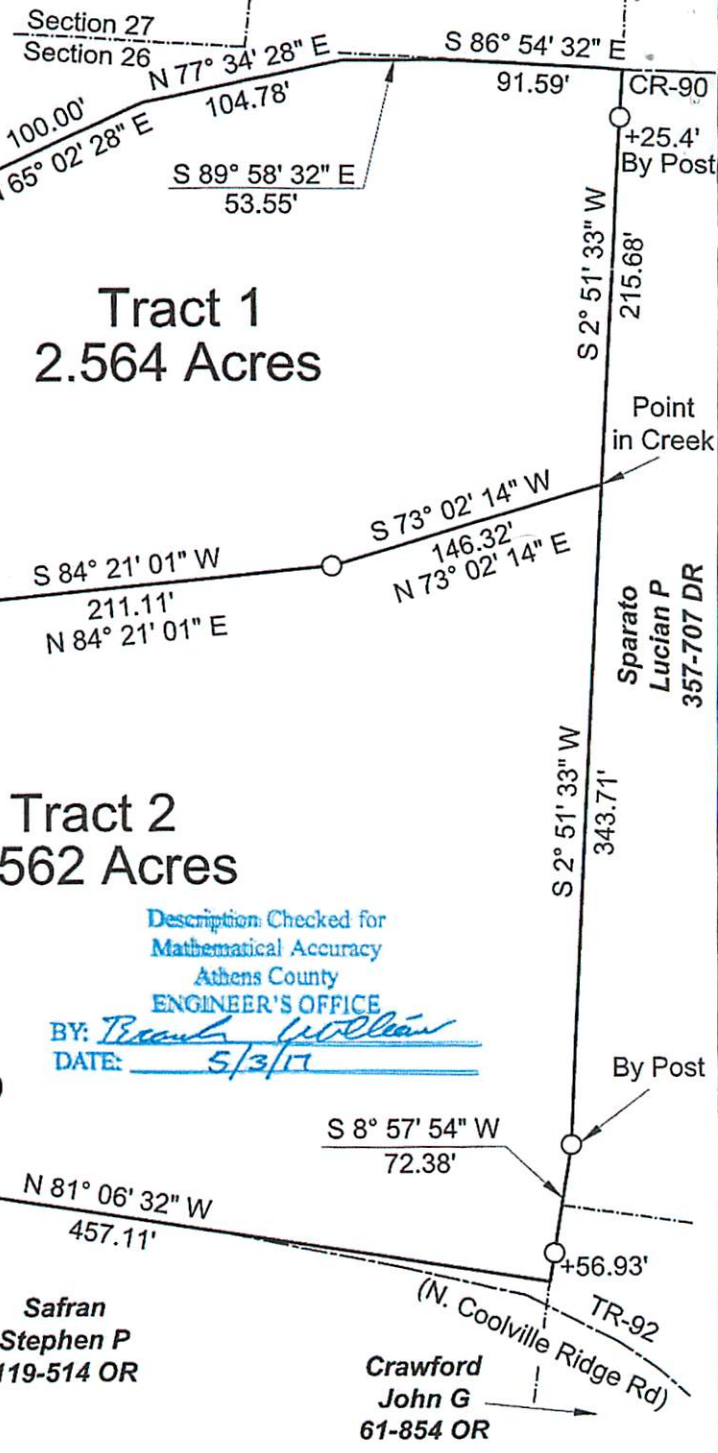 Section 27
Section 26
N 77° 34' 28" E
104.78'
S 86° 54' 32" E
91.59'
CR-90
100.00'
65° 02' 28" E
+25.4'
By Post
S 89° 58' 32" E
53.55'
S 2° 51' 33" W
215.68'
Tract 1
2.564 Acres
Point
in Creek
S 73° 02' 14" W
146.32'
N 73° 02' 14" E
S 84° 21' 01" W
211.11'
N 84° 21' 01" E
Sparato
Lucian P
357-707 DR
S 2° 51' 33" W
343.71'
Tract 2
562 Acres
Description Checked for
Mathematical Accuracy
Athens County
ENGINEER'S OFFICE
BY:
DATE: 5/3/17
By Post
S 8° 57' 54" W
72.38'
N 81° 06' 32" W
457.11'
+56.93'
TR-92
(N. Coolville Ridge Rd)
Safran
Stephen P
119-514 OR
Crawford
John G
61-854 OR